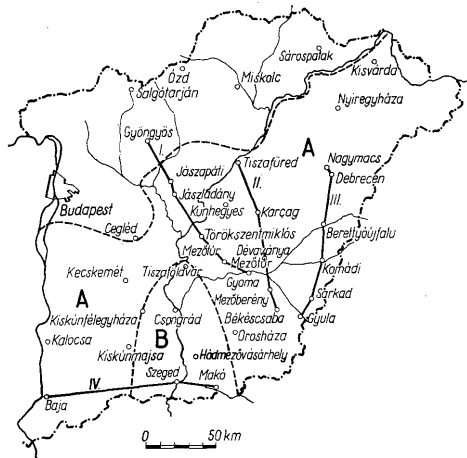 Sárospatak
Ózd
Kisvárda
Miskolc
Salgótarján
Nyiregyháza
Gyöngyös
I.
A
Tiszafüred
Nagymacs
Jászapáti
II.
Debrecen
Jászladány
III.
Budapest
Kunhegyes
Karçag
Cegléd
Törökszentmiklós
Berettyóújfalu
Dévaványa
Mezőtúr
Mezőtúr
Komádi
Tiszaföldvár
Kecskemét
Gyoma
A
Mezőberény
Sarkad
Kiskúnfélegyháza
Csongrád
Békéscsaba
Gyula
B
Orosháza
Kalocsa
Kiskúnmajsa
Hódmezővásárhely
Szeged
IV.
Makó
Baja
0 50 km